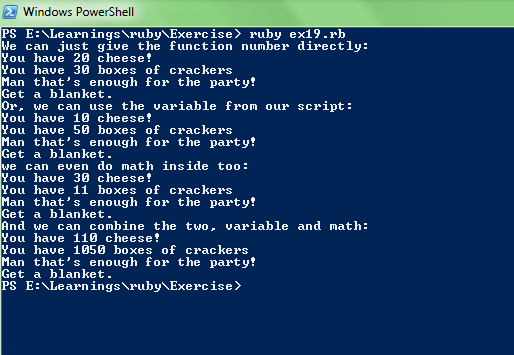 Windows PowerShell
PS E:\Learnings\ruby\Exercise> ruby ex19.rb
We can just give the function number directly:
You have 20 cheese!
You have 30 boxes of crackers
Man that's enough for the party!
Get a blanket.
Or, we can use the variable from our script:
You have 10 cheese!
You have 50 boxes of crackers
Man that's enough for the party!
Get a blanket.
we can even do math inside too:
You have 30 cheese!
You have 11 boxes of crackers
Man that's enough for the party!
Get a blanket.
And we can combine the two, variable and math:
You have 110 cheese!
You have 1050 boxes of crackers
Man that's enough for the party!
Get a blanket.
PS E:\Learnings\ruby\Exercise>